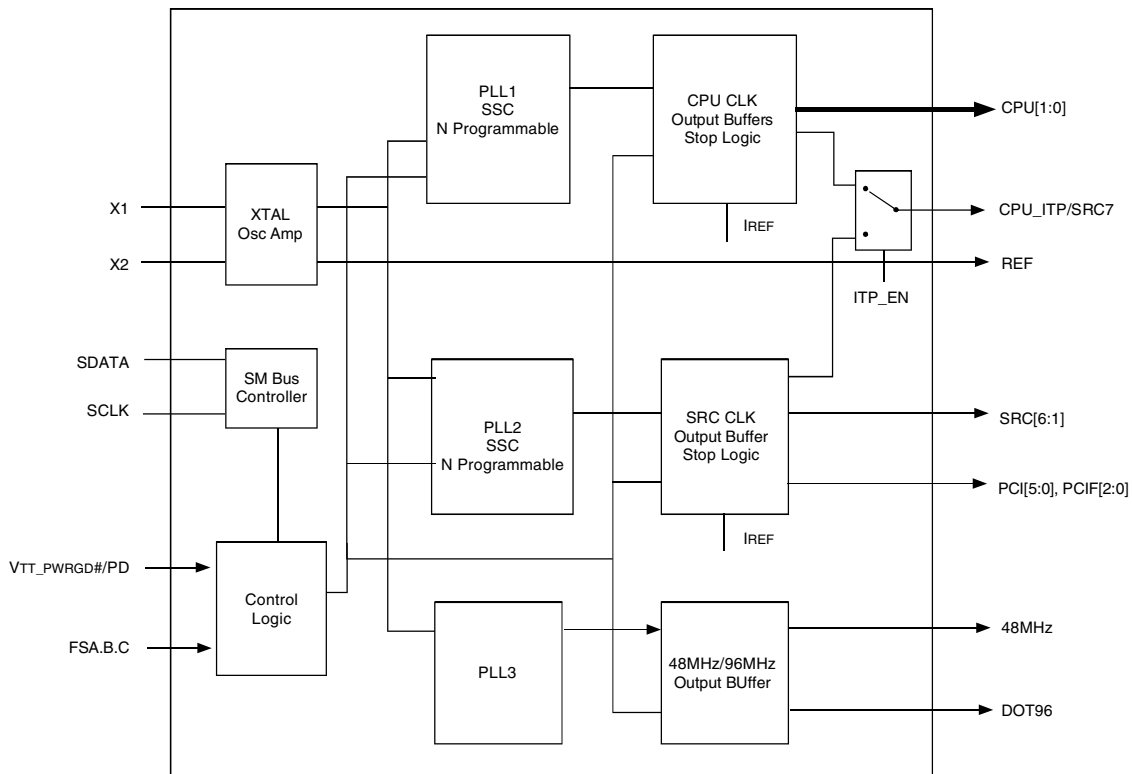 PLL1
SSC
N Programmable
CPU CLK
Output Buffers
Stop Logic
CPU[1:0]
X1
X2
XTAL
Osc Amp
IREF
CPU_ITP/SRC7
REF
ITP_EN
SDATA
SCLK
SM Bus
Controller
PLL2
SSC
N Programmable
SRC CLK
Output Buffer
Stop Logic
SRC[6:1]
PCI[5:0], PCIF[2:0]
IREF
VTT_PWRGD#/PD
FSA.B.C
Control
Logic
PLL3
48MHz/96MHz
Output BUffer
48MHz
DOT96